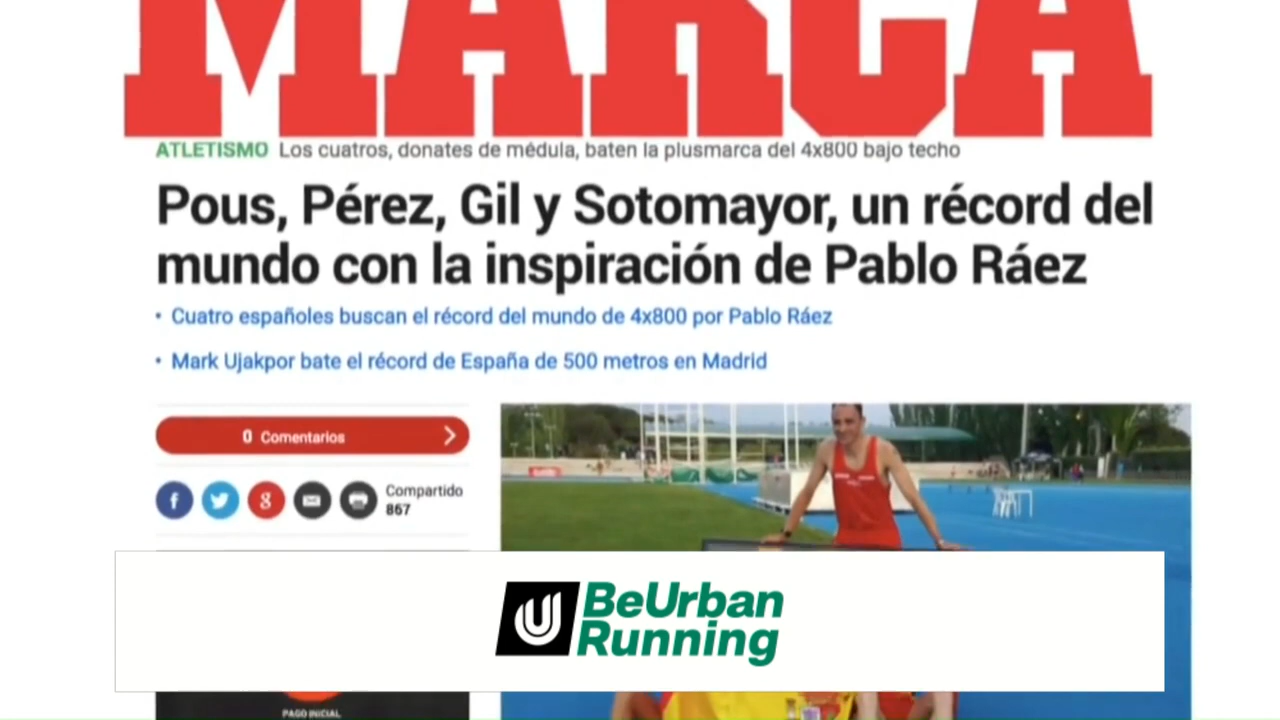 MARCA
ATLETISMO Los cuatros, donates de médula, baten la plusmarca del 4x800 bajo techo
Pous, Pérez, Gil y Sotomayor, un récord del
mundo con la inspiración de Pablo Ráez
• Cuatro españoles buscan el récord del mundo de 4x800 por Pablo Ráez
• Mark Ujakpor bate el récord de España de 500 metros en Madrid
0 Comentarios
Compartido
867
BeUrban
Running
PAGO INICIAL